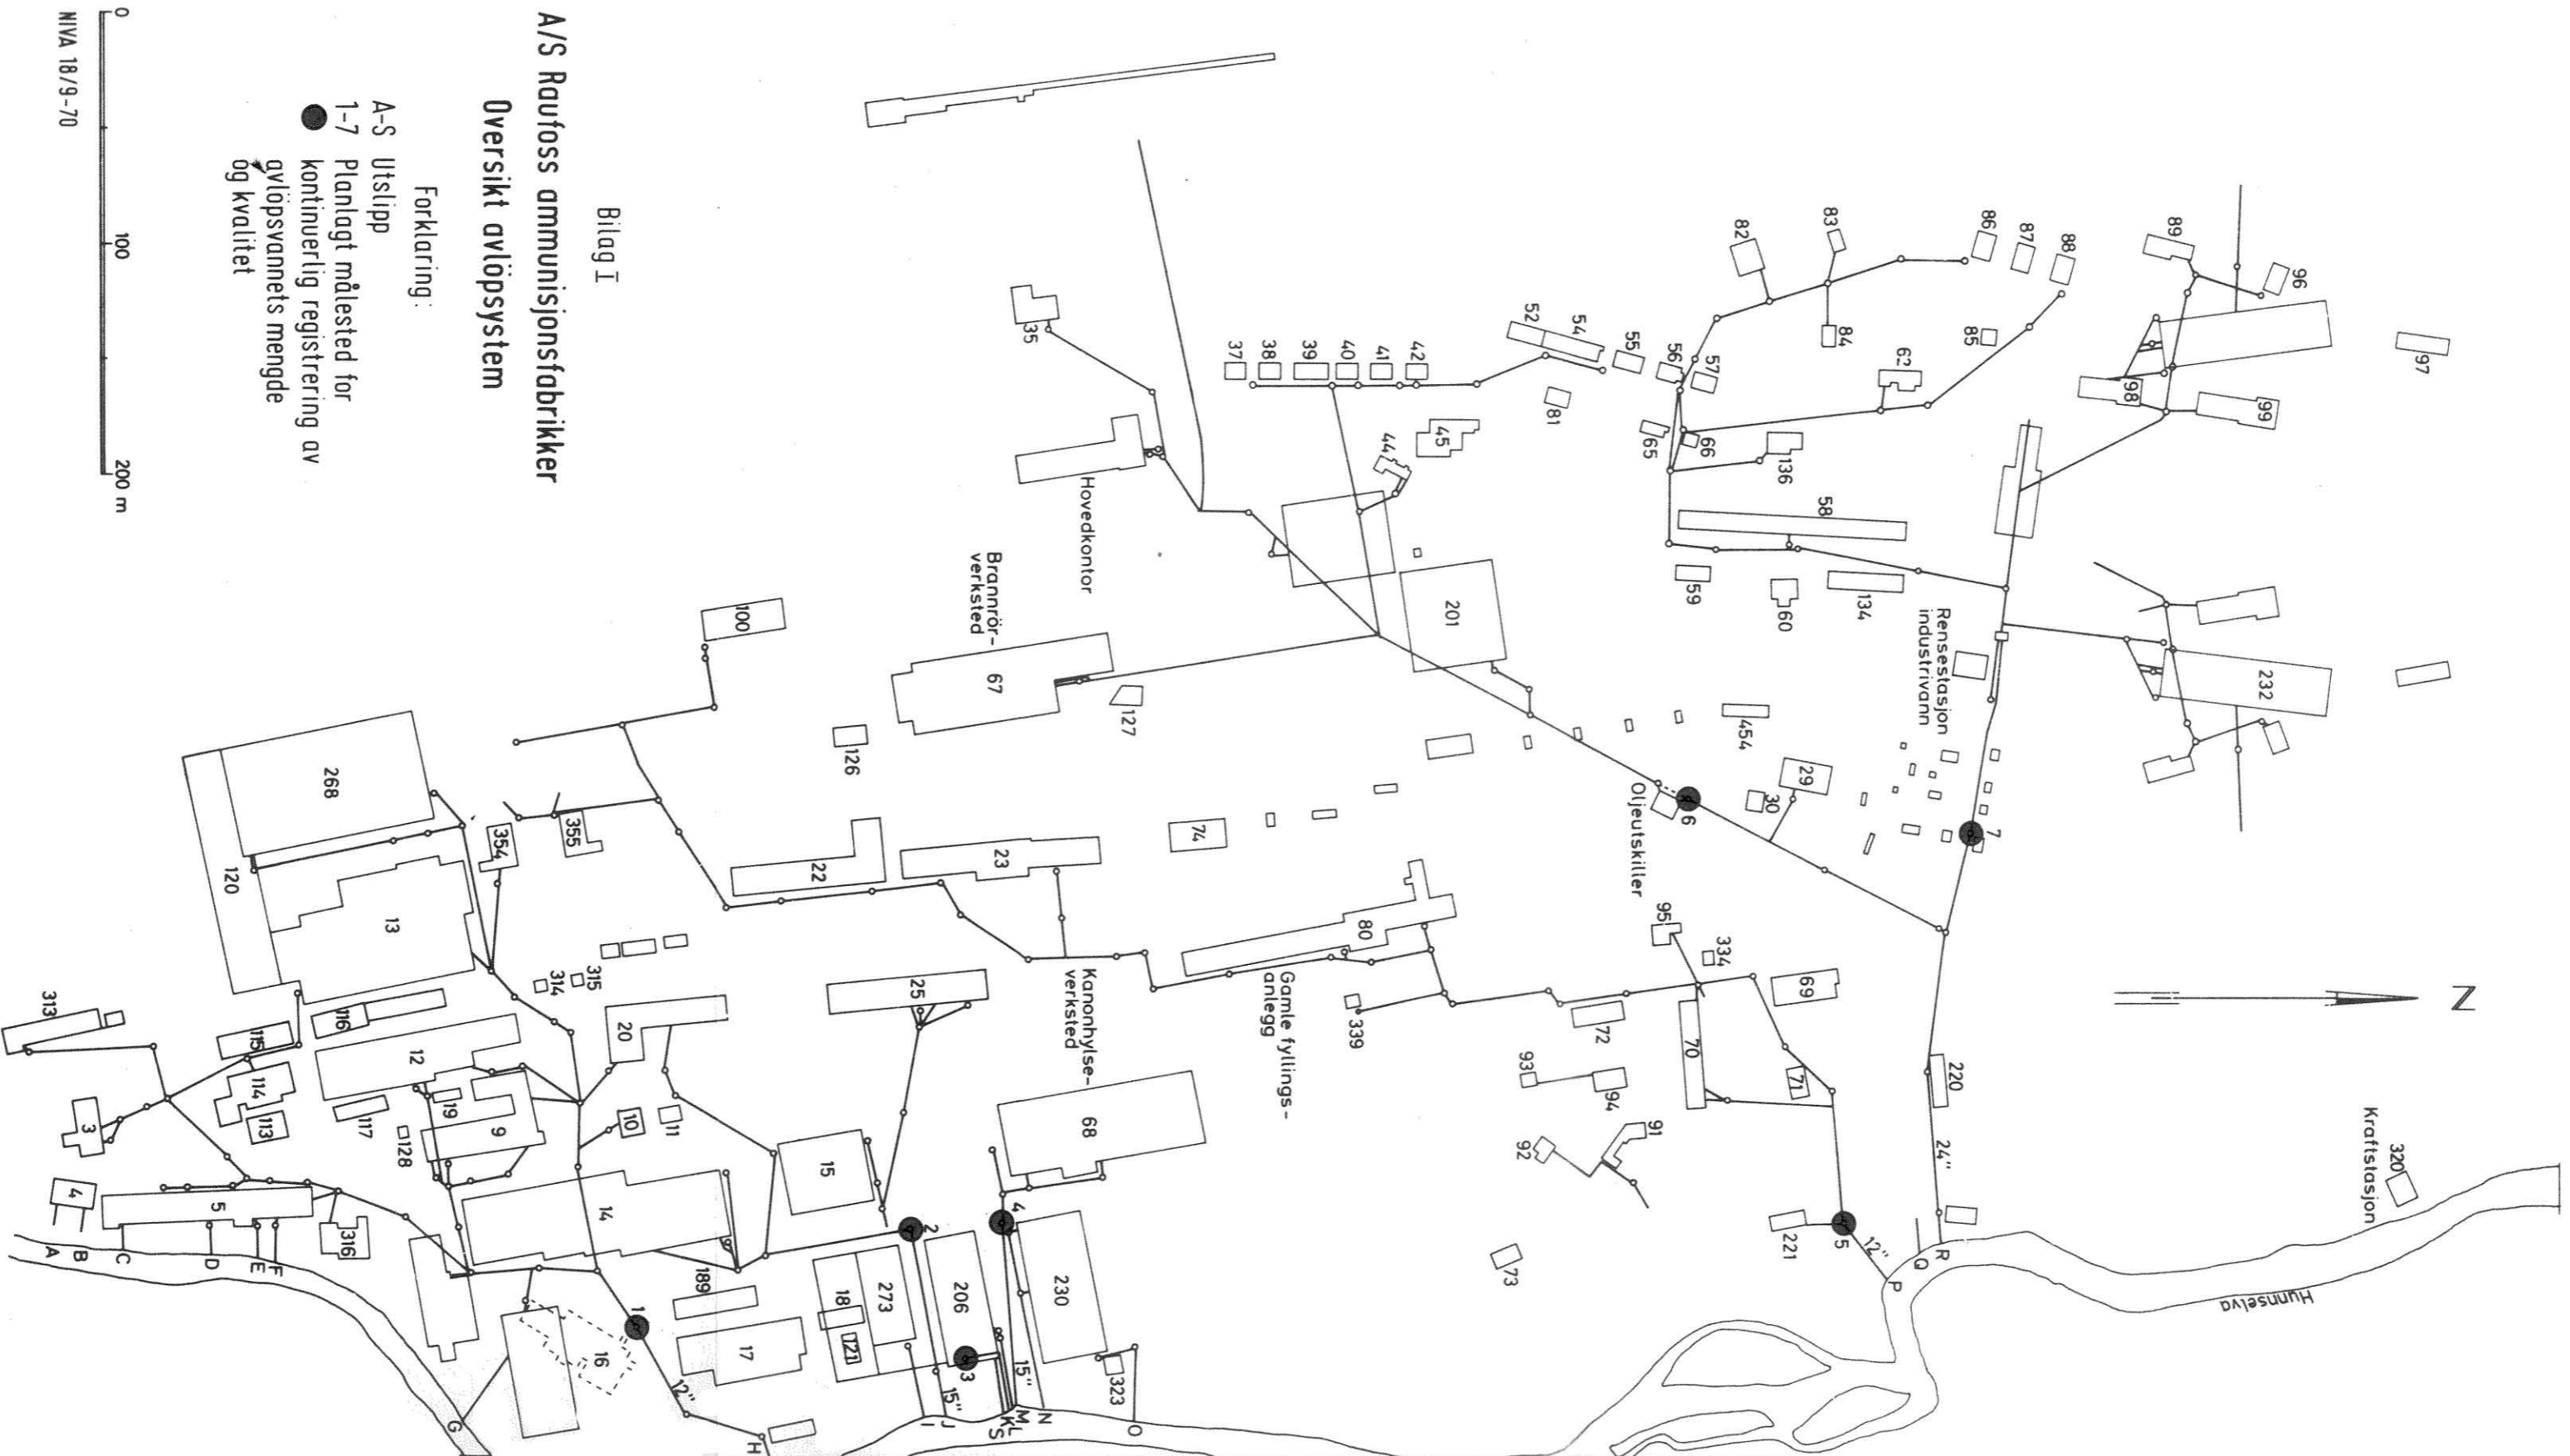 Bilag I
A/S Raufoss ammunisjonsfabrikker
Oversikt avlöpsystem
Forklaring:
A-S Utslipp
1-7 Planlagt målested for
kontinuerlig registrering av
avlöpsvannets mengde
og kvalitet
0
100
200 m
NIVA 18/9-70
N
35
Hovedkontor
37
38
39
40
41
42
44
45
52
54
55
56
57
81
65
66
136
62
82
83
84
85
86
87
88
89
96
97
98
99
58
59
60
134
201
Rensestasjon
industrivann
232
454
29
30
6
Oljeutskiller
7
100
Brannrör-
verksted
67
127
126
268
120
13
354
355
22
23
74
80
Kanonhylse-
verksted
Gamle fyllings-
anlegg
339
95
334
69
72
70
71
93
94
91
92
73
220
24"
320
Kraftstasjon
221
5
12"
P
Q
R
Hunnselva
313
314
315
20
25
116
115
114
113
12
117
19
9
128
10
11
15
68
3
4
5
316
14
2
4
A
B
C
D
E
F
G
H
I
J
K
L
M
N
O
S
189
17
18
273
121
206
230
3
323
15"
15"
1
16
12"